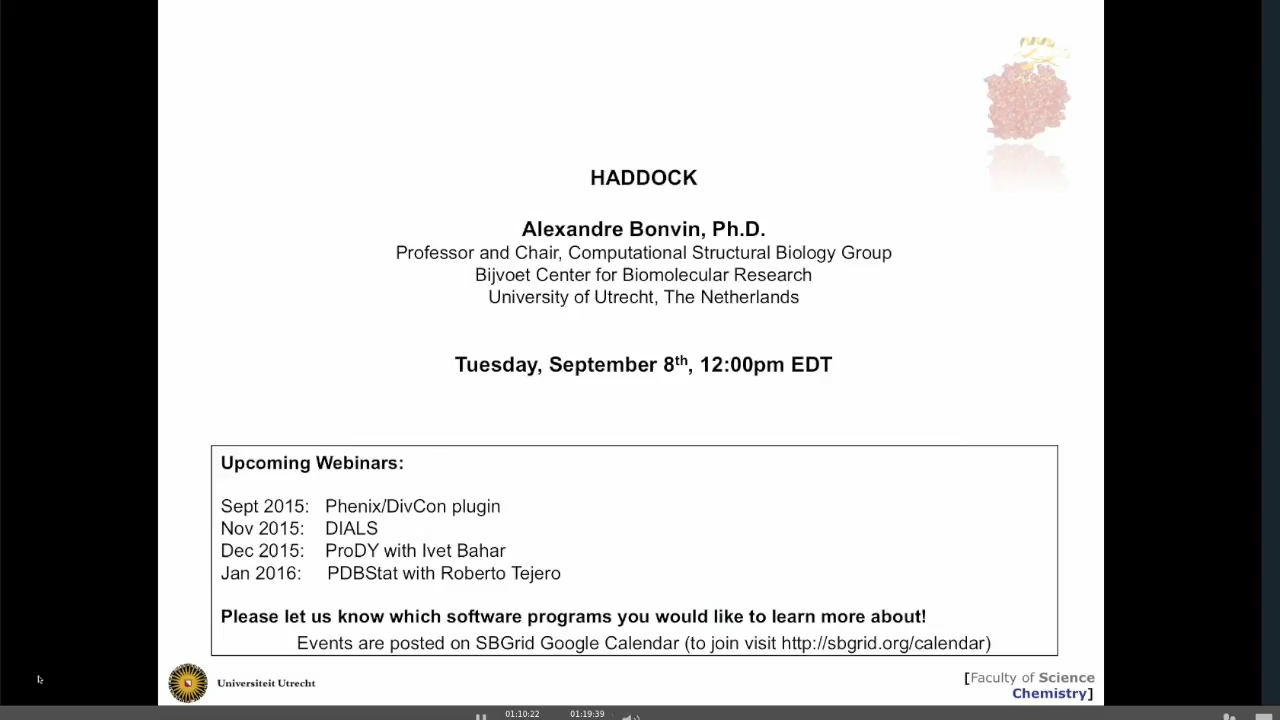 HADDOCK
Alexandre Bonvin, Ph.D.
Professor and Chair, Computational Structural Biology Group
Bijvoet Center for Biomolecular Research
University of Utrecht, The Netherlands
Tuesday, September 8th, 12:00pm EDT
Upcoming Webinars:
Sept 2015: Phenix/DivCon plugin
Nov 2015: DIALS
Dec 2015: ProDY with Ivet Bahar
Jan 2016: PDBStat with Roberto Tejero
Please let us know which software programs you would like to learn more about!
Events are posted on SBGrid Google Calendar (to join visit http://sbgrid.org/calendar)
Universiteit Utrecht
[Faculty of Science
Chemistry]
01:10:22 01:19:39